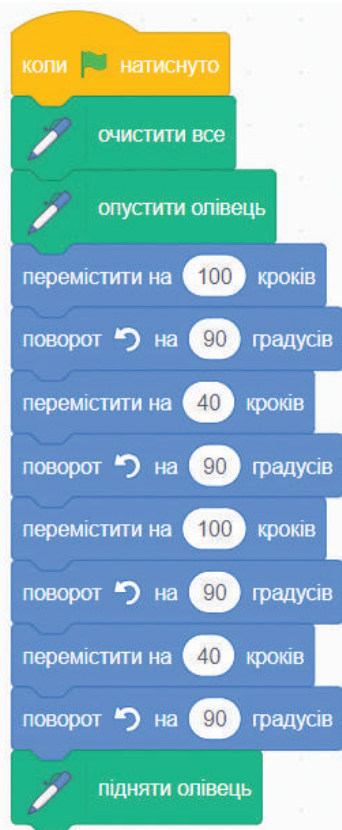 коли натиснуто
очистити все
опустити олівець
перемістити на 100 кроків
поворот на 90 градусів
перемістити на 40 кроків
поворот на 90 градусів
перемістити на 100 кроків
поворот на 90 градусів
перемістити на 40 кроків
поворот на 90 градусів
підняти олівець